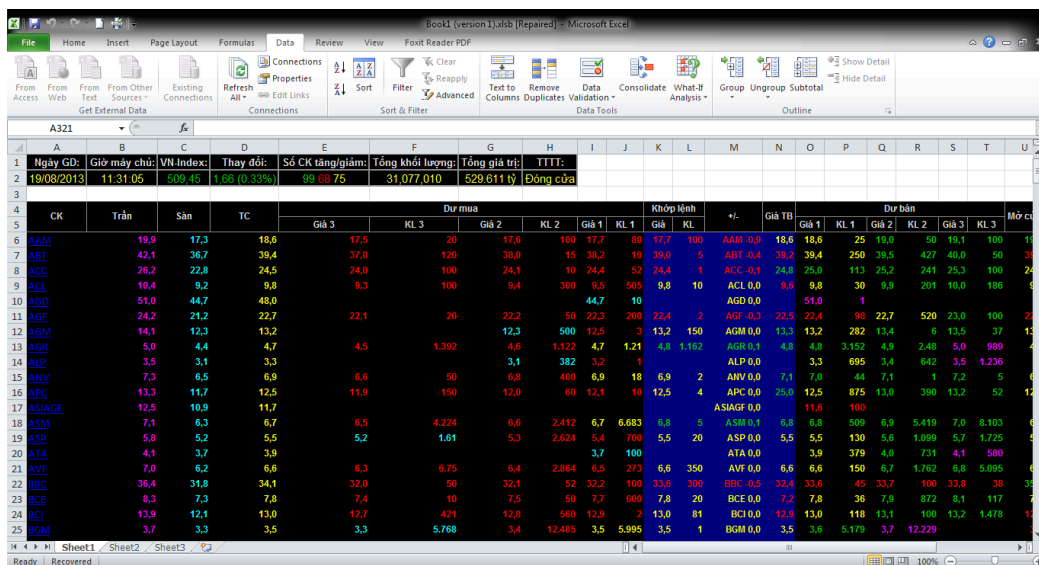 Book1 (version 1).xlsb [Repaired] - Microsoft Excel
File Home Insert Page Layout Formulas Data Review View Foxit Reader PDF
From Access From Web From Text From Other Sources Existing Connections Refresh All Connections Properties Edit Links Sort Filter Clear Reapply Advanced Text to Columns Remove Duplicates Data Validation Consolidate What-If Analysis Group Ungroup Subtotal Show Detail Hide Detail
Get External Data Connections Sort & Filter Data Tools Outline
A321 fx
A B C D E F G H I J K L M N O P Q R S T U
1 Ngày GD: Giờ máy chủ: VN-Index: Thay đổi: Số CK tăng/giảm: Tổng khối lượng: Tổng giá trị: TTTT:
2 19/08/2013 11:31:05 509,45 1,66 (0.33%) 99 68 75 31,077,010 529.611 tỷ Đóng cửa
3
4 CK Trần Sàn TC Dư mua Khớp lệnh +/- Giá TB Dư bán
5 Giá 3 KL 3 Giá 2 KL 2 Giá 1 KL 1 Giá KL Giá 1 KL 1 Giá 2 KL 2 Giá 3 KL 3
6 AAM 19,9 17,3 18,6 17,5 20 17,6 100 17,7 80 17,7 100 AAM -0,9 18,6 18,6 25 19,0 50 19,1 100
7 ABT 42,1 36,7 39,4 37,0 120 38,0 15 38,2 10 39,0 5 ABT -0,4 39,2 39,4 250 39,5 427 40,0 50
8 ACC 26,2 22,8 24,5 24,0 100 24,1 10 24,4 52 24,4 1 ACC -0,1 24,8 25,0 113 25,2 241 25,3 100
9 ACL 10,4 9,2 9,8 9,3 100 9,4 300 9,5 505 9,8 10 ACL 0,0 9,6 9,8 30 9,9 201 10,0 186
10 AGD 51,0 44,7 48,0 44,7 10 AGD 0,0 51,0 1
11 AGF 24,2 21,2 22,7 22,1 20 22,2 50 22,3 200 22,4 2 AGF -0,3 22,5 22,4 98 22,7 520 23,0 100
12 AGM 14,1 12,3 13,2 12,3 500 12,5 3 13,2 150 AGM 0,0 13,3 13,2 282 13,4 6 13,5 37
13 AGR 5,0 4,4 4,7 4,5 1.392 4,6 1.122 4,7 1.21 4,8 1.162 AGR 0,1 4,8 4,8 3.152 4,9 2.48 5,0 989
14 ALP 3,5 3,1 3,3 3,1 382 3,2 1 ALP 0,0 3,3 695 3,4 642 3,5 1.236
15 ANV 7,3 6,5 6,9 6,6 50 6,8 400 6,9 18 6,9 2 ANV 0,0 7,1 7,0 44 7,1 1 7,2 5
16 APC 13,3 11,7 12,5 11,9 150 12,0 60 12,1 10 12,5 4 APC 0,0 25,0 12,5 875 13,0 390 13,2 52
17 ASIAGF 12,5 10,9 11,7 ASIAGF 0,0 11,6 100
18 ASM 7,1 6,3 6,7 6,5 4.224 6,6 2.412 6,7 6.683 6,8 5 ASM 0,1 6,8 6,8 509 6,9 5.419 7,0 8.103
19 ASP 5,8 5,2 5,5 5,2 1.61 5,3 2.624 5,4 700 5,5 20 ASP 0,0 5,5 5,5 130 5,6 1.099 5,7 1.725
20 ATA 4,1 3,7 3,9 3,7 100 ATA 0,0 3,9 379 4,0 731 4,1 580
21 AVF 7,0 6,2 6,6 6,3 6.75 6,4 2.864 6,5 273 6,6 350 AVF 0,0 6,6 6,6 150 6,7 1.762 6,8 5.095
22 BBC 36,4 31,8 34,1 32,0 50 32,1 52 32,2 100 33,6 300 BBC -0,5 32,4 33,6 45 33,7 100 33,8 30
23 BCE 8,3 7,3 7,8 7,4 10 7,5 50 7,7 600 7,8 20 BCE 0,0 7,2 7,8 36 7,9 872 8,1 117
24 BCI 13,9 12,1 13,0 12,7 421 12,8 560 12,9 2 13,0 81 BCI 0,0 12,9 13,0 118 13,1 100 13,2 1.478
25 BGM 3,7 3,3 3,5 3,3 5.768 3,4 12.485 3,5 5.995 3,5 1 BGM 0,0 3,5 3,6 5.179 3,7 12.229
Sheet1 Sheet2 Sheet3
Ready Recovered 100%